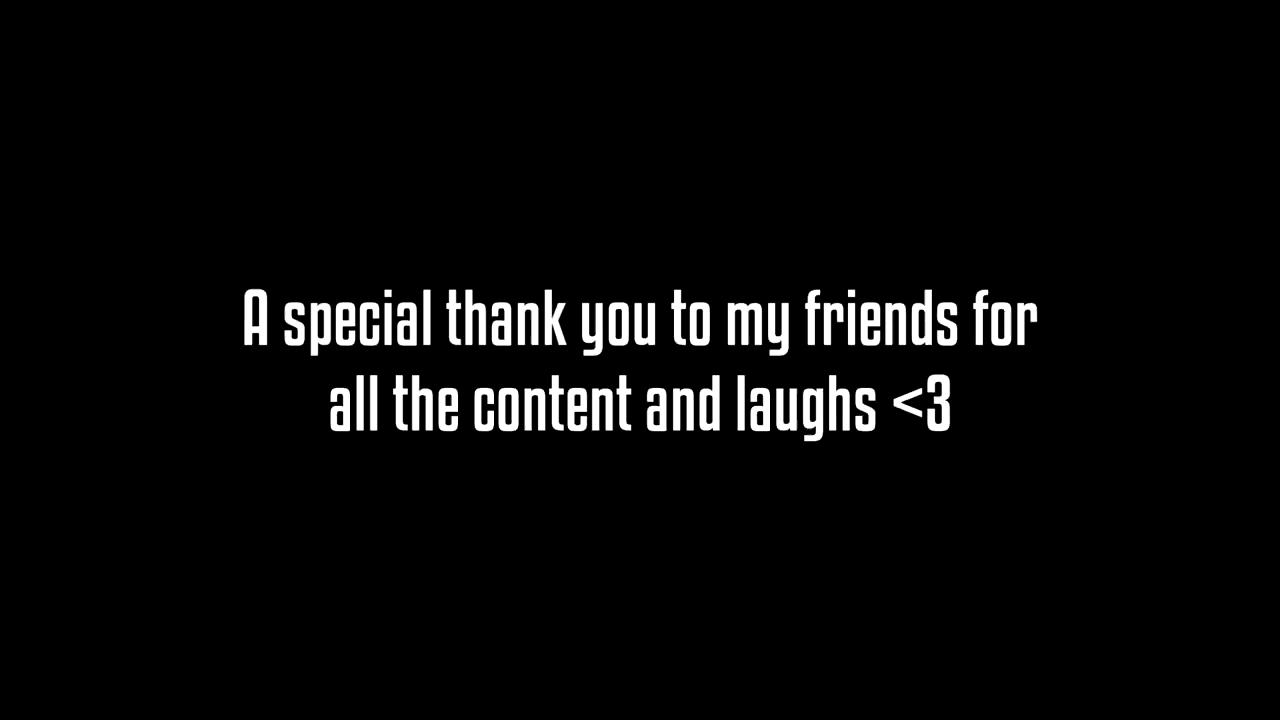 A special thank you to my friends for
all the content and laughs <3